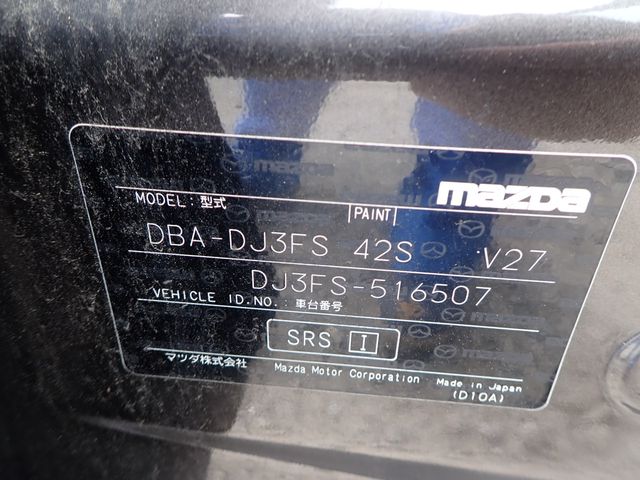 mazda
MODEL: 型式 PAINT
DBA-DJ3FS 42S V27
DJ3FS-516507
VEHICLE ID.NO.: 車台番号
SRS I
マツダ株式会社 Mazda Motor Corporation Made in Japan
(D10A)